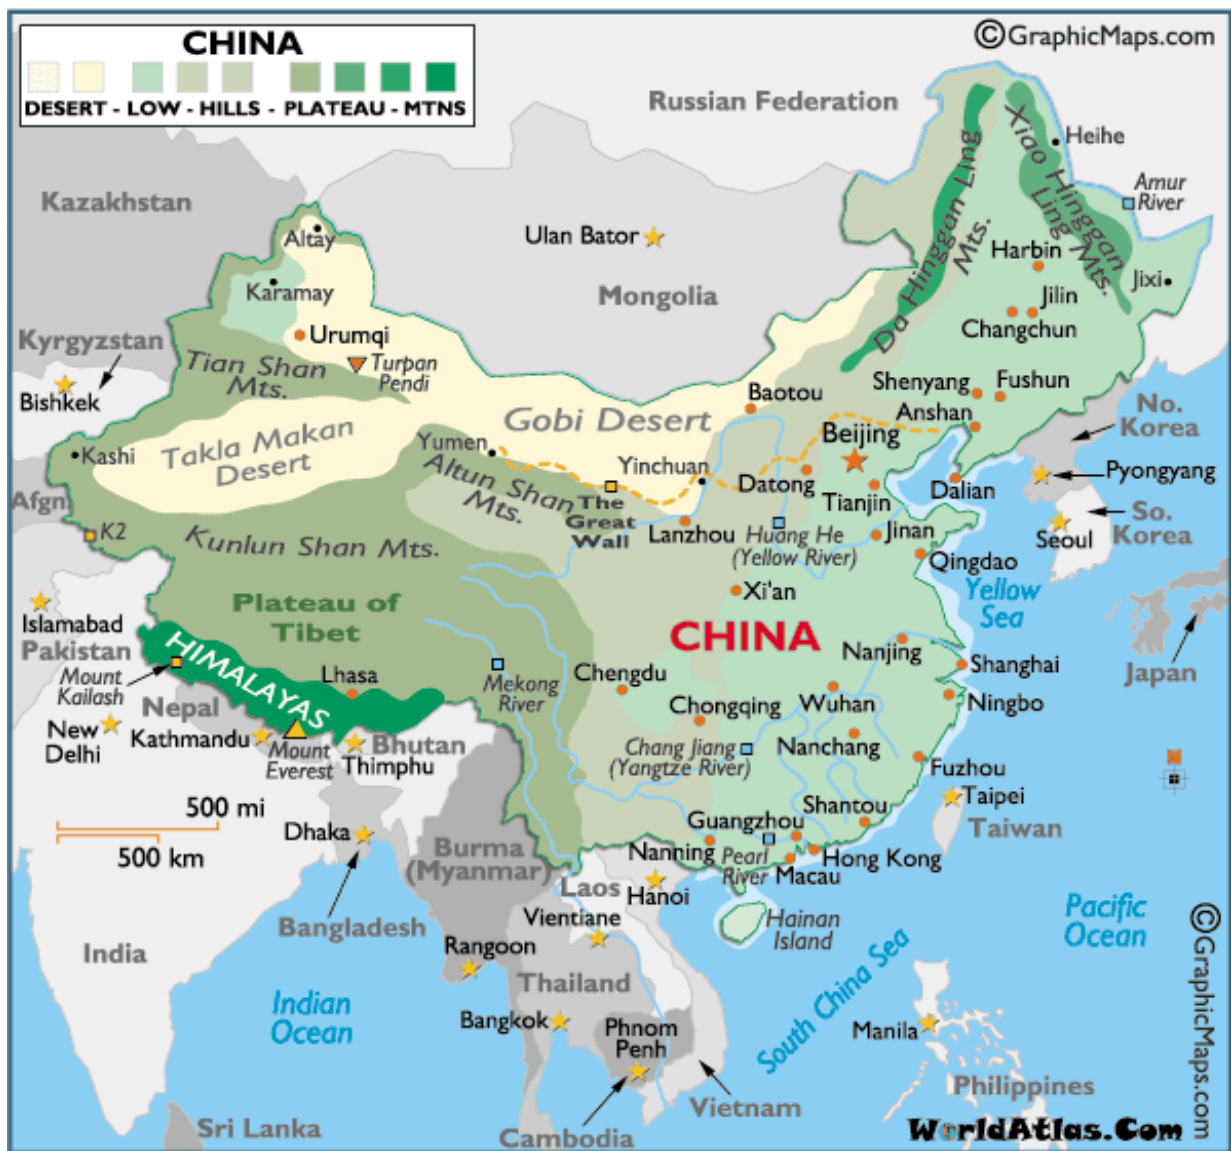 CHINA
DESERT - LOW - HILLS - PLATEAU - MTNS
©GraphicMaps.com
Russian Federation
Kazakhstan
Heihe
Amur
River
Xiao Hinggan
Ling Mts.
Da Hinggan Ling
Mts.
Ulan Bator
Mongolia
Altay
Karamay
Harbin
Jixi
Jilin
Changchun
Kyrgyzstan
Bishkek
Urumqi
Turpan
Pendi
Tian Shan
Mts.
Baotou
Shenyang
Fushun
Anshan
No.
Korea
Gobi Desert
Beijing
Takla Makan
Desert
Kashi
Yumen
Altun Shan
Mts.
Yinchuan
Datong
Tianjin
Dalian
Pyongyang
Afgn.
The
Great
Wall
So.
Korea
Seoul
K2
Kunlun Shan Mts.
Lanzhou
Huang He
(Yellow River)
Jinan
Qingdao
Yellow
Sea
Xi'an
Plateau of
Tibet
Islamabad
Pakistan
CHINA
Japan
HIMALAYAS
Mount
Kailash
Lhasa
Mekong
River
Chengdu
Nanjing
Shanghai
Ningbo
Nepal
New
Delhi
Kathmandu
Mount
Everest
Bhutan
Thimphu
Chongqing
Wuhan
Chang Jiang
(Yangtze River)
Nanchang
Fuzhou
N
Taipei
Taiwan
500 mi
500 km
Dhaka
Shantou
Guangzhou
Burma
(Myanmar)
Nanning
Pearl
River
Hong Kong
Macau
Laos
Hanoi
Bangladesh
Vientiane
Hainan
Island
Pacific
Ocean
India
Rangoon
Thailand
South China Sea
Indian
Ocean
Bangkok
Phnom
Penh
Manila
Philippines
Vietnam
Sri Lanka
Cambodia
WorldAtlas.Com
©GraphicMaps.com